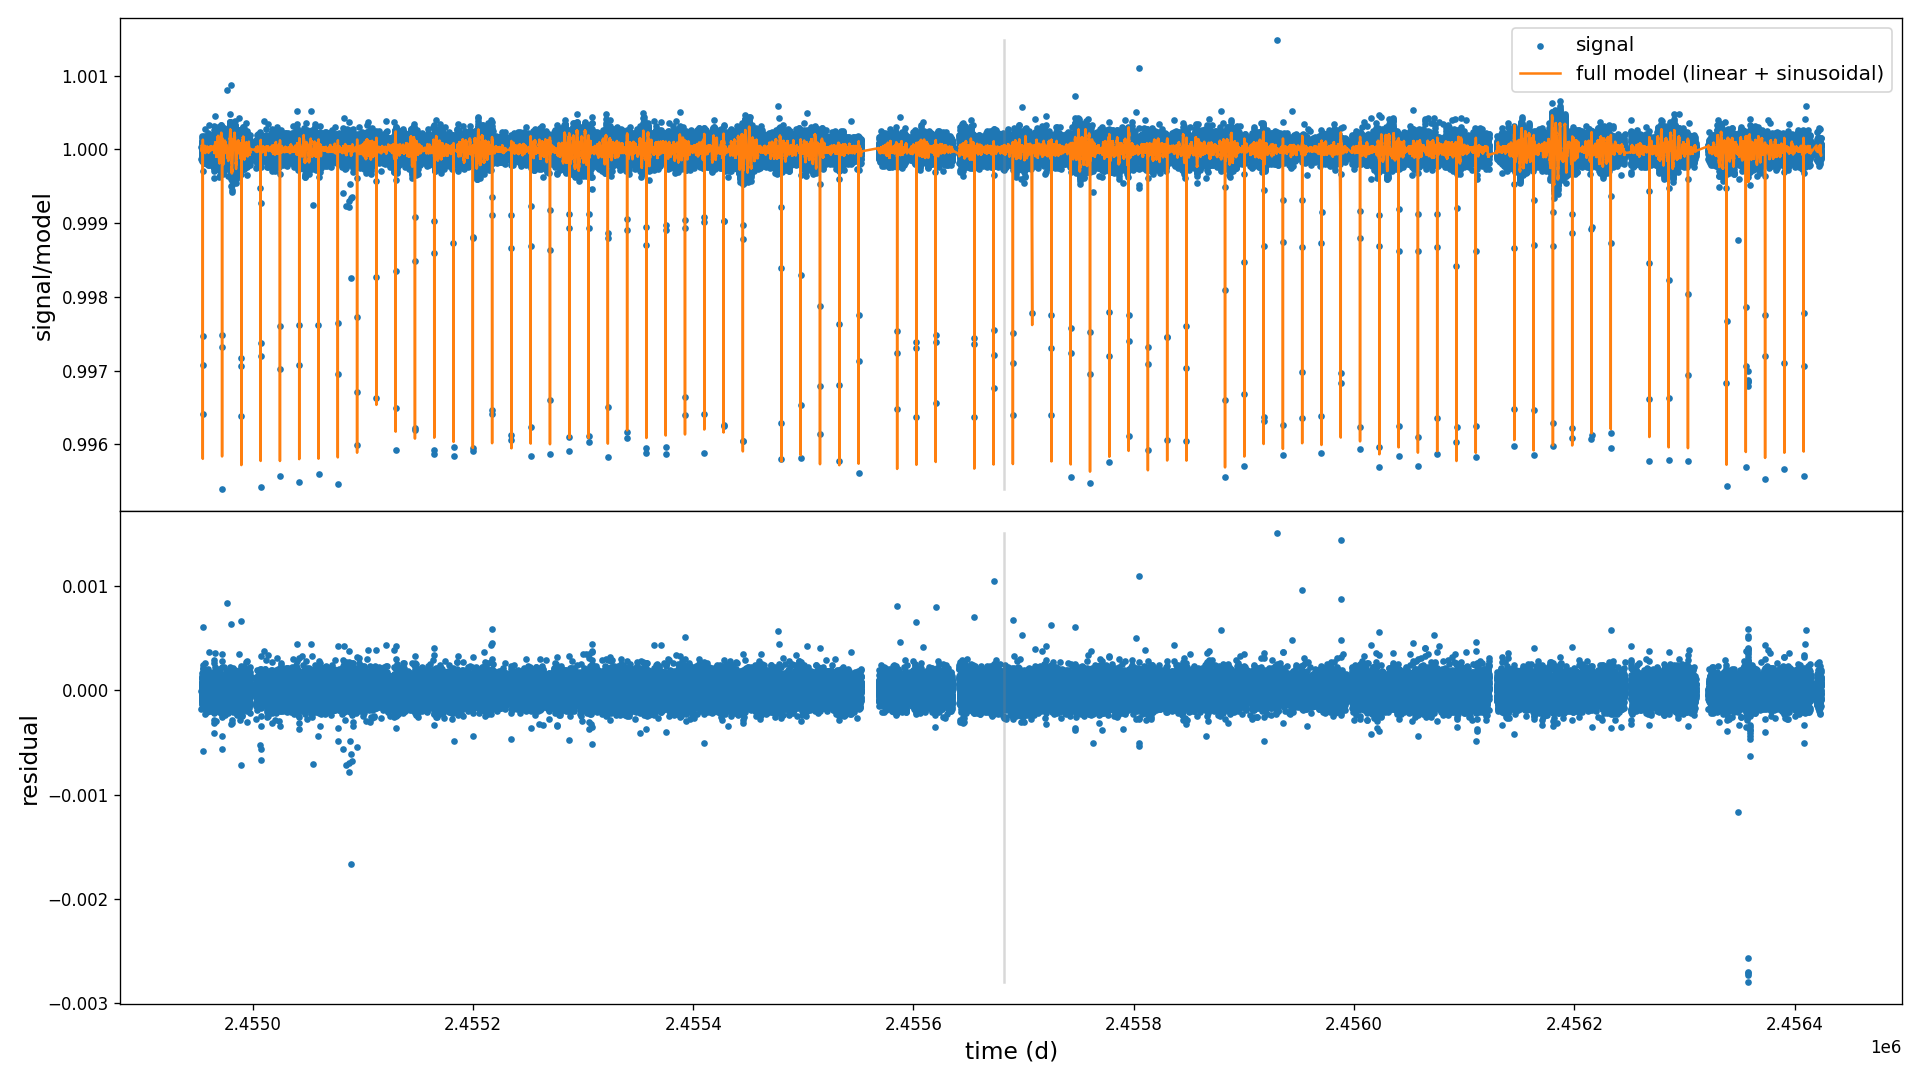 signal
full model (linear + sinusoidal)
signal/model
1.001
1.000
0.999
0.998
0.997
0.996
residual
0.001
0.000
−0.001
−0.002
−0.003
2.4550 2.4552 2.4554 2.4556 2.4558 2.4560 2.4562 2.4564
1e6
time (d)